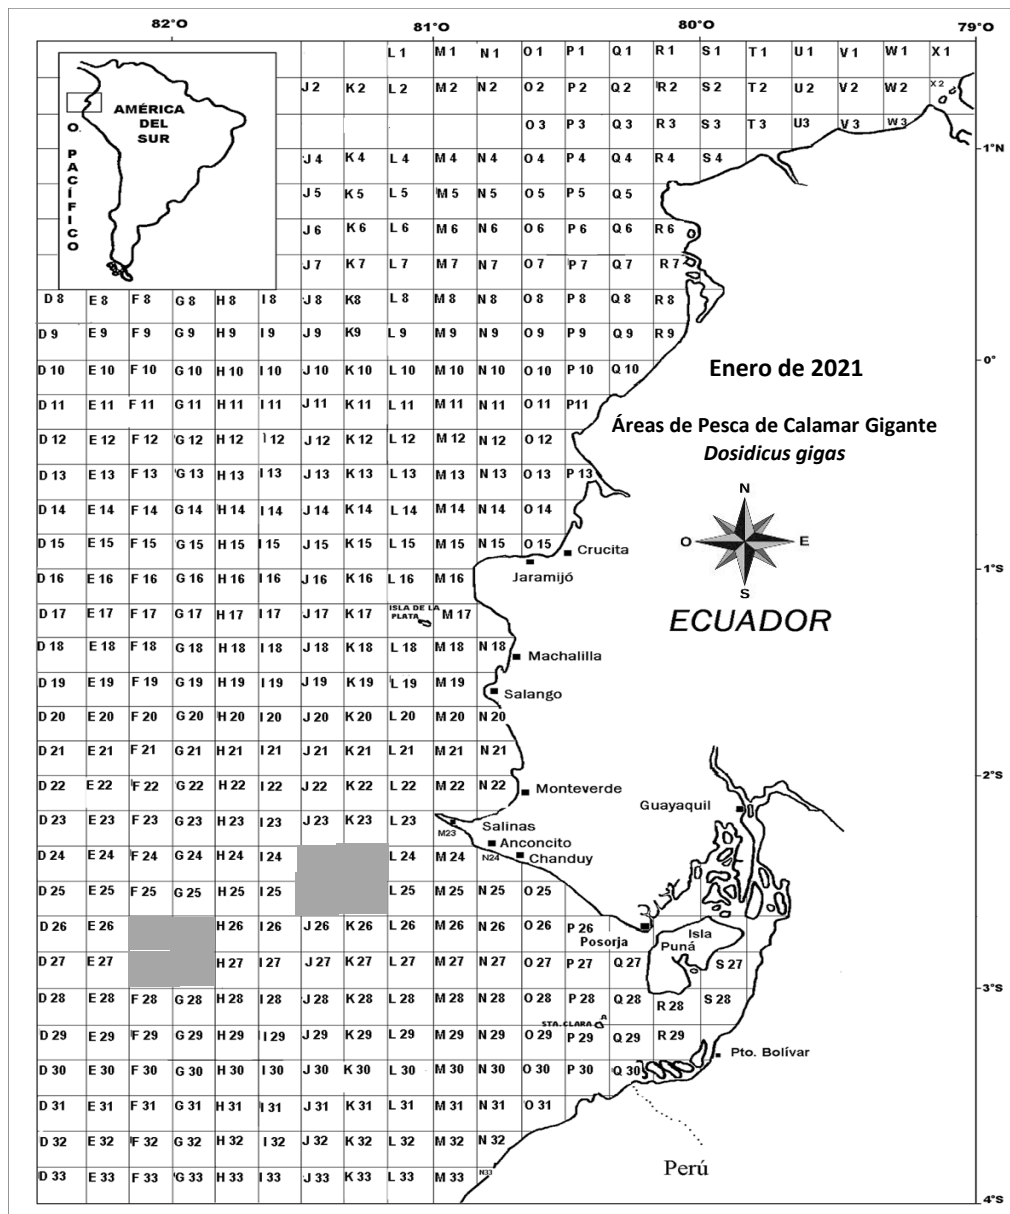 82°O 81°O 80°O 79°O
L 1 M 1 N 1 O 1 P 1 Q 1 R 1 S 1 T 1 U 1 V 1 W 1 X 1
J 2 K 2 L 2 M 2 N 2 O 2 P 2 Q 2 R 2 S 2 T 2 U 2 V 2 W 2 X 2
AMÉRICA
DEL
SUR
O. PACÍFICO
O 3 P 3 Q 3 R 3 S 3 T 3 U3 V 3 W 3
1°N
J 4 K 4 L 4 M 4 N 4 O 4 P 4 Q 4 R 4 S 4
J 5 K 5 L 5 M 5 N 5 O 5 P 5 Q 5
J 6 K 6 L 6 M 6 N 6 O 6 P 6 Q 6 R 6
J 7 K 7 L 7 M 7 N 7 O 7 P 7 Q 7 R 7
D 8 E 8 F 8 G 8 H 8 I 8 J 8 K8 L 8 M 8 N 8 O 8 P 8 Q 8 R 8
D 9 E 9 F 9 G 9 H 9 I 9 J 9 K9 L 9 M 9 N 9 O 9 P 9 Q 9 R 9
0°
D 10 E 10 F 10 G 10 H 10 I 10 J 10 K 10 L 10 M 10 N 10 O 10 P 10 Q 10
Enero de 2021
D 11 E 11 F 11 G 11 H 11 I 11 J 11 K 11 L 11 M 11 N 11 O 11 P11
Áreas de Pesca de Calamar Gigante
Dosidicus gigas
D 12 E 12 F 12 G 12 H 12 I 12 J 12 K 12 L 12 M 12 N 12 O 12
D 13 E 13 F 13 G 13 H 13 I 13 J 13 K 13 L 13 M 13 N 13 O 13 P 13
N
D 14 E 14 F 14 G 14 H 14 I 14 J 14 K 14 L 14 M 14 N 14 O 14
D 15 E 15 F 15 G 15 H 15 I 15 J 15 K 15 L 15 M 15 N 15 O 15
O E
Crucita
D 16 E 16 F 16 G 16 H 16 I 16 J 16 K 16 L 16 M 16
Jaramijó
1°S
S
D 17 E 17 F 17 G 17 H 17 I 17 J 17 K 17 M 17
ISLA DE LA
PLATA
ECUADOR
D 18 E 18 F 18 G 18 H 18 I 18 J 18 K 18 L 18 M 18 N 18
Machalilla
D 19 E 19 F 19 G 19 H 19 I 19 J 19 K 19 L 19 M 19
Salango
D 20 E 20 F 20 G 20 H 20 I 20 J 20 K 20 L 20 M 20 N 20
D 21 E 21 F 21 G 21 H 21 I 21 J 21 K 21 L 21 M 21 N 21
2°S
D 22 E 22 F 22 G 22 H 22 I 22 J 22 K 22 L 22 M 22 N 22
Monteverde
Guayaquil
D 23 E 23 F 23 G 23 H 23 I 23 J 23 K 23 L 23 M23
Salinas
Anconcito
D 24 E 24 F 24 G 24 H 24 I 24 L 24 M 24 N24
Chanduy
D 25 E 25 F 25 G 25 H 25 I 25 L 25 M 25 N 25 O 25
D 26 E 26 H 26 I 26 J 26 K 26 L 26 M 26 N 26 O 26 P 26
Posorja
Isla
Puná
D 27 E 27 H 27 I 27 J 27 K 27 L 27 M 27 N 27 O 27 P 27 Q 27 S 27
3°S
D 28 E 28 F 28 G 28 H 28 I 28 J 28 K 28 L 28 M 28 N 28 O 28 P 28 Q 28 R 28 S 28
STA. CLARA
D 29 E 29 F 29 G 29 H 29 I 29 J 29 K 29 L 29 M 29 N 29 O 29 P 29 Q 29 R 29
Pto. Bolívar
D 30 E 30 F 30 G 30 H 30 I 30 J 30 K 30 L 30 M 30 N 30 O 30 P 30 Q 30
D 31 E 31 F 31 G 31 H 31 I 31 J 31 K 31 L 31 M 31 N 31 O 31
D 32 E 32 F 32 G 32 H 32 I 32 J 32 K 32 L 32 M 32 N 32
Perú
D 33 E 33 F 33 G 33 H 33 I 33 J 33 K 33 L 33 M 33 N33
4°S